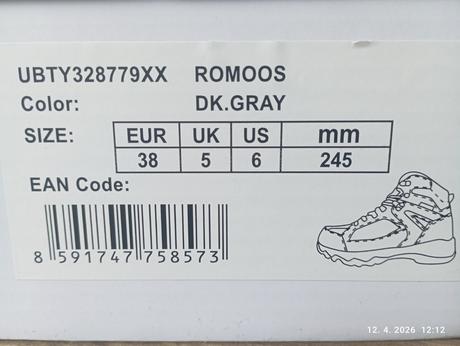 UBTY328779XX ROMOOS
Color: DK.GRAY
SIZE: EUR UK US mm
38 5 6 245
EAN Code:
8 591747 758573
12. 4. 2026 12:12